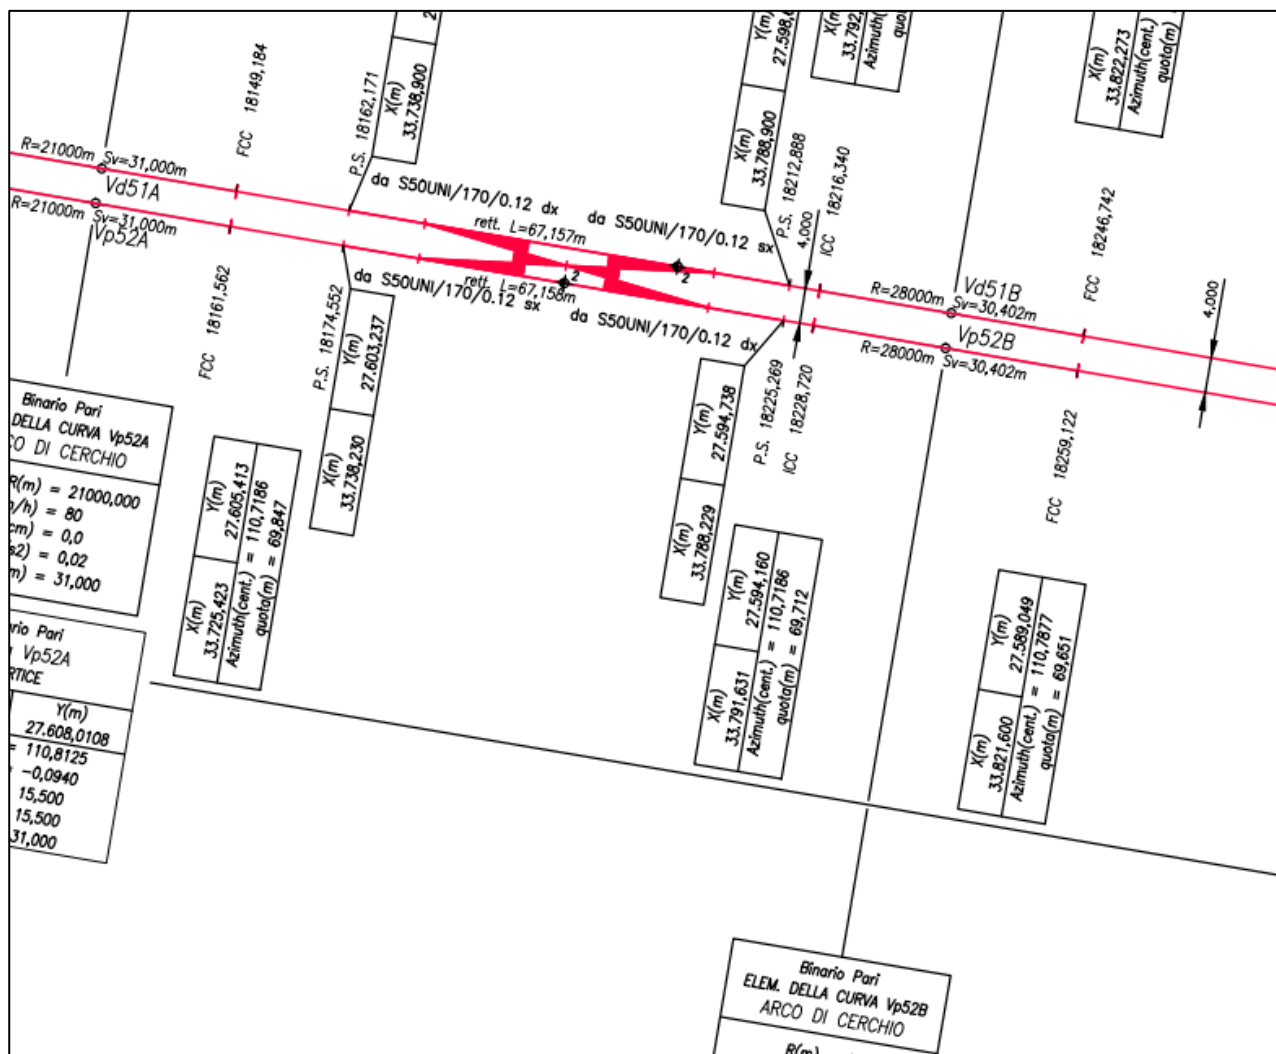 2
X(m)
33.738,900
Y(m)
27.598,
X(m)
33.788,900
X(m)
33.792,
Azimuth(cent.)
quo
X(m)
33.822,273
Azimuth(cent.)
quota(m)
FCC 18149,184
P.S. 18162,171
P.S. 18212,888
4,000
ICC 18216,340
FCC 18246,742
R=21000m Sv=31,000m
Vd51A
R=21000m Sv=31,000m
Vp52A
da S50UNI/170/0.12 dx
da S50UNI/170/0.12 sx
rett. L=67,157m
2
2
rett. L=67,158m
da S50UNI/170/0.12 sx
da S50UNI/170/0.12 dx
R=28000m Sv=30,402m
Vd51B
R=28000m Sv=30,402m
Vp52B
4,000
FCC 18161,562
P.S. 18174,552
P.S. 18225,269
ICC 18228,720
FCC 18259,122
X(m) Y(m)
33.738,230 27.603,237
X(m) Y(m)
33.725,423 27.605,413
Azimuth(cent.) = 110,7186
quota(m) = 69,847
X(m) Y(m)
33.788,229 27.594,738
X(m) Y(m)
33.791,631 27.594,160
Azimuth(cent.) = 110,7186
quota(m) = 69,712
X(m) Y(m)
33.821,600 27.589,049
Azimuth(cent.) = 110,7877
quota(m) = 69,651
Binario Pari
DELLA CURVA Vp52A
CO DI CERCHIO
R(m) = 21000,000
/h) = 80
cm) = 0,0
s2) = 0,02
m) = 31,000
rio Pari
Vp52A
RTICE
Y(m)
27.608,0108
= 110,8125
-0,0940
15,500
15,500
31,000
Binario Pari
ELEM. DELLA CURVA Vp52B
ARCO DI CERCHIO
R(m)